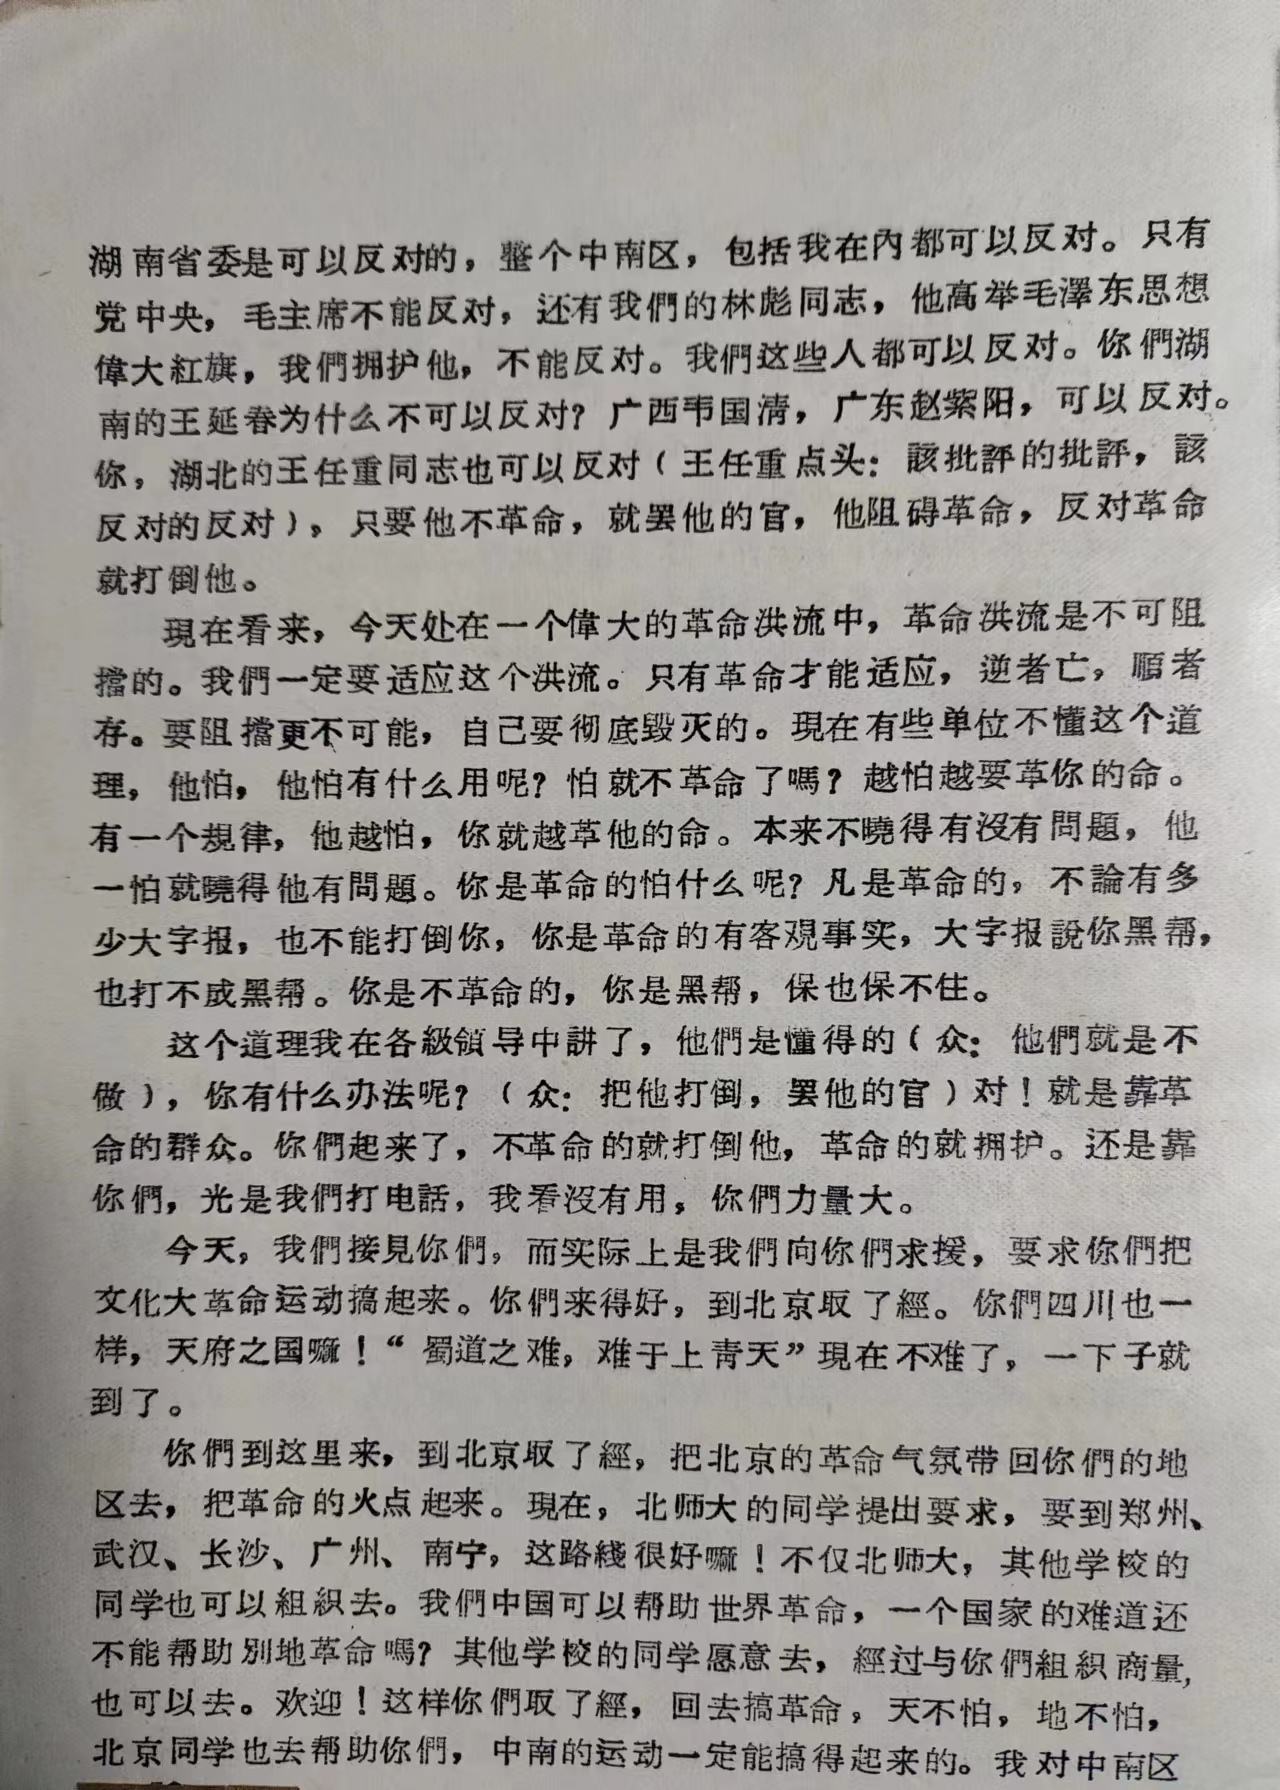 湖南省委是可以反对的，整个中南区，包括我在內都可以反对。只有
党中央，毛主席不能反对，还有我們的林彪同志，他高举毛澤东思想
偉大紅旗，我們拥护他，不能反对。我們这些人都可以反对。你們湖
南的王延春为什么不可以反对？广西韦国清，广东赵紫阳，可以反对。
你，湖北的王任重同志也可以反对（王任重点头：該批評的批評，該
反对的反对），只要他不革命，就罢他的官，他阻碍革命，反对革命
就打倒他。
現在看来，今天处在一个偉大的革命洪流中，革命洪流是不可阻
擋的。我們一定要适应这个洪流。只有革命才能适应，逆者亡，順者
存。要阻擋更不可能，自己要彻底毀灭的。現在有些单位不懂这个道
理，他怕，他怕有什么用呢？怕就不革命了嗎？越怕越要革你的命。
有一个規律，他越怕，你就越革他的命。本来不曉得有沒有問題，他
一怕就曉得他有問題。你是革命的怕什么呢？凡是革命的，不論有多
少大字报，也不能打倒你，你是革命的有客观事实，大字报說你黑帮，
也打不成黑帮。你是不革命的，你是黑帮，保也保不住。
这个道理我在各級領导中讲了，他們是懂得的（众：他們就是不
做），你有什么办法呢？（众：把他打倒，罢他的官）对！就是靠革
命的群众。你們起来了，不革命的就打倒他，革命的就拥护。还是靠
你們，光是我們打电話，我看沒有用，你們力量大。
今天，我們接見你們，而实际上是我們向你們求援，要求你們把
文化大革命运动搞起来。你們来得好，到北京取了經。你們四川也一
样，天府之国嘛！“蜀道之难，难于上青天”現在不难了，一下子就
到了。
你們到这里来，到北京取了經，把北京的革命气氛带回你們的地
区去，把革命的火点起来。現在，北师大的同学提出要求，要到郑州、
武汉、长沙、广州、南宁，这路綫很好嘛！不仅北师大，其他学校的
同学也可以組織去。我們中国可以帮助世界革命，一个国家的难道还
不能帮助別地革命嗎？其他学校的同学愿意去，經过与你們組織商量，
也可以去。欢迎！这样你們取了經，回去搞革命，天不怕，地不怕，
北京同学也去帮助你們，中南的运动一定能搞得起来的。我对中南区